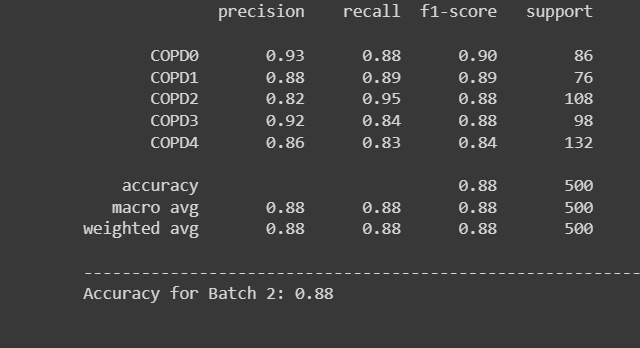 precision recall f1-score support
COPD0 0.93 0.88 0.90 86
COPD1 0.88 0.89 0.89 76
COPD2 0.82 0.95 0.88 108
COPD3 0.92 0.84 0.88 98
COPD4 0.86 0.83 0.84 132
accuracy 0.88 500
macro avg 0.88 0.88 0.88 500
weighted avg 0.88 0.88 0.88 500
----------------------------------------------------------
Accuracy for Batch 2: 0.88